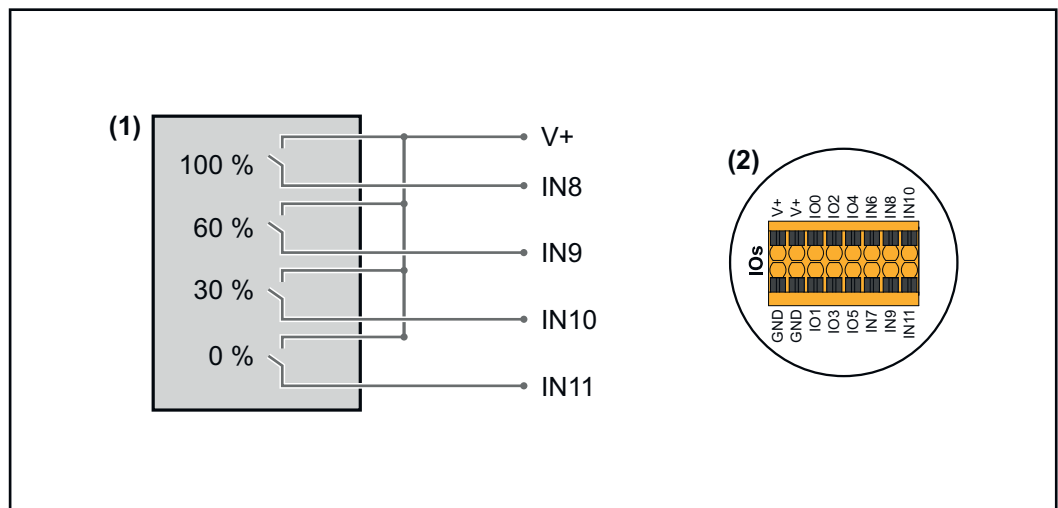 (1)
100 %
60 %
30 %
0 %
V+
IN8
IN9
IN10
IN11
(2)
V+ V+ IO0 IO2 IO4 IN6 IN8 IN10
IOs
GND GND IO1 IO3 IO5 IN7 IN9 IN11